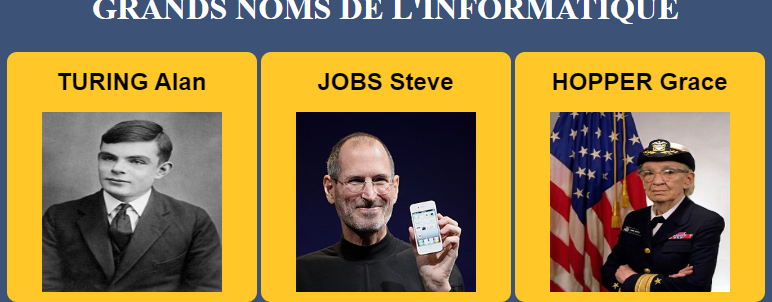 GRANDS NOMS DE L'INFORMATIQUE
TURING Alan
JOBS Steve
HOPPER Grace